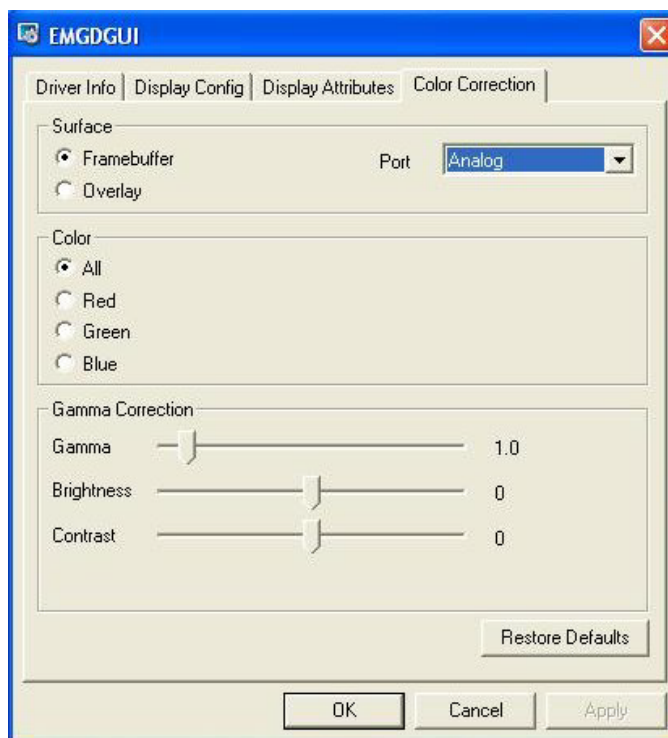 EMGDGUI
Driver Info Display Config Display Attributes Color Correction
Surface
Framebuffer Port Analog
Overlay
Color
All
Red
Green
Blue
Gamma Correction
Gamma 1.0
Brightness 0
Contrast 0
Restore Defaults
OK Cancel Apply